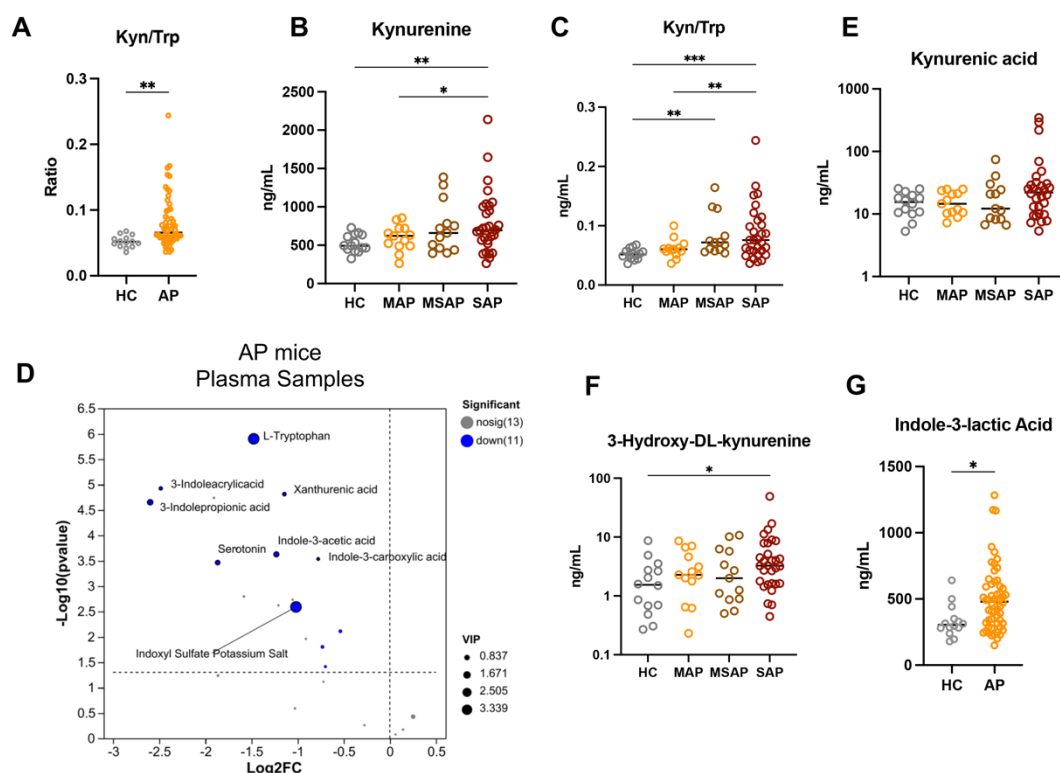 A
Kyn/Trp
**
0.3
0.2
0.1
0.0
Ratio
HC
AP
B
Kynurenine
**
*
2500
2000
1500
1000
500
0
ng/mL
HC
MAP
MSAP
SAP
C
Kyn/Trp
***
**
**
0.3
0.2
0.1
0.0
ng/mL
HC
MAP
MSAP
SAP
E
Kynurenic acid
1000
100
10
1
ng/mL
HC
MAP
MSAP
SAP
D
AP mice
Plasma Samples
6.5
6
5.5
5
4.5
4
3.5
3
2.5
2
1.5
1
0.5
0
-Log10(pvalue)
L-Tryptophan
3-Indoleacrylicacid
Xanthurenic acid
3-Indolepropionic acid
Indole-3-acetic acid
Serotonin
Indole-3-carboxylic acid
Indoxyl Sulfate Potassium Salt
-3
-2.5
-2
-1.5
-1
-0.5
0
0.5
Log2FC
Significant
nosig(13)
down(11)
VIP
0.837
1.671
2.505
3.339
F
3-Hydroxy-DL-kynurenine
*
100
10
1
0.1
ng/mL
HC
MAP
MSAP
SAP
G
Indole-3-lactic Acid
*
1500
1000
500
0
ng/mL
HC
AP